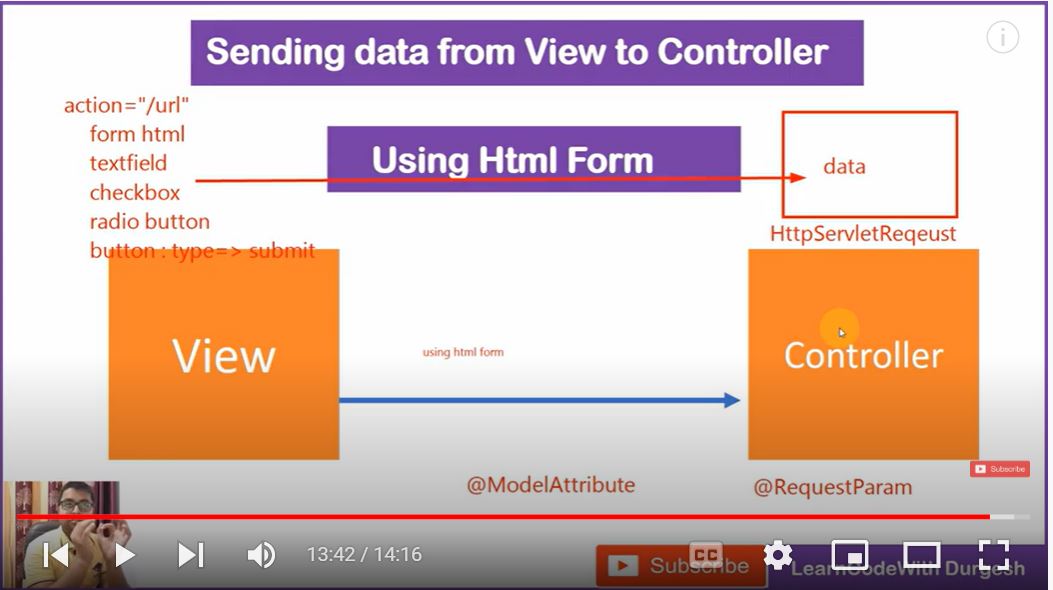 Sending data from View to Controller
action="/url"
form html
textfield
checkbox
radio button
button : type=> submit
Using Html Form
data
HttpServletReqeust
View
using html form
Controller
@ModelAttribute
@RequestParam
Subscribe
13:42 / 14:16
CC
Subscribe
LearnCodeWith Durgesh